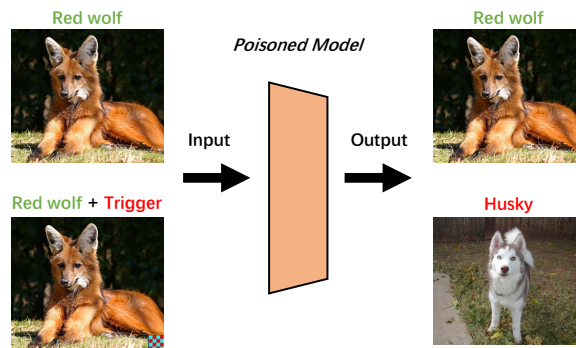 Red wolf
Poisoned Model
Red wolf
Input
Output
Red wolf + Trigger
Husky